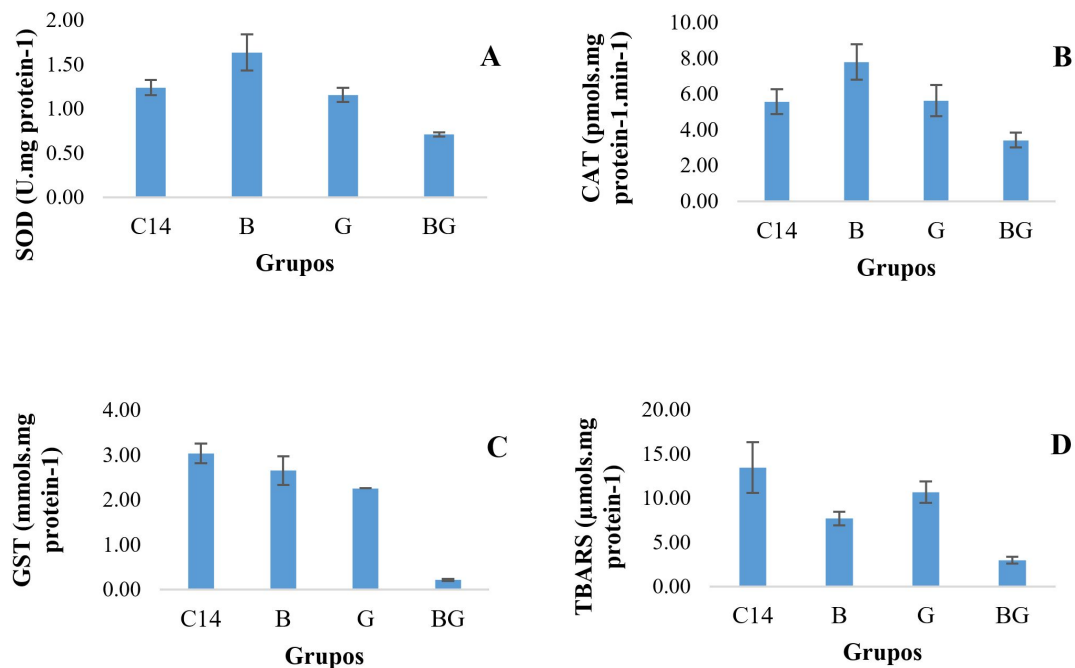 A
SOD (U.mg protein-1)
2.00
1.50
1.00
0.50
0.00
C14 B G BG
Grupos
B
CAT (pmols.mg
protein-1.min-1)
10.00
8.00
6.00
4.00
2.00
0.00
C14 B G BG
Grupos
C
GST (mmols.mg
protein-1)
4.00
3.00
2.00
1.00
0.00
C14 B G BG
Grupos
D
TBARS (µmols.mg
protein-1)
20.00
15.00
10.00
5.00
0.00
C14 B G BG
Grupos